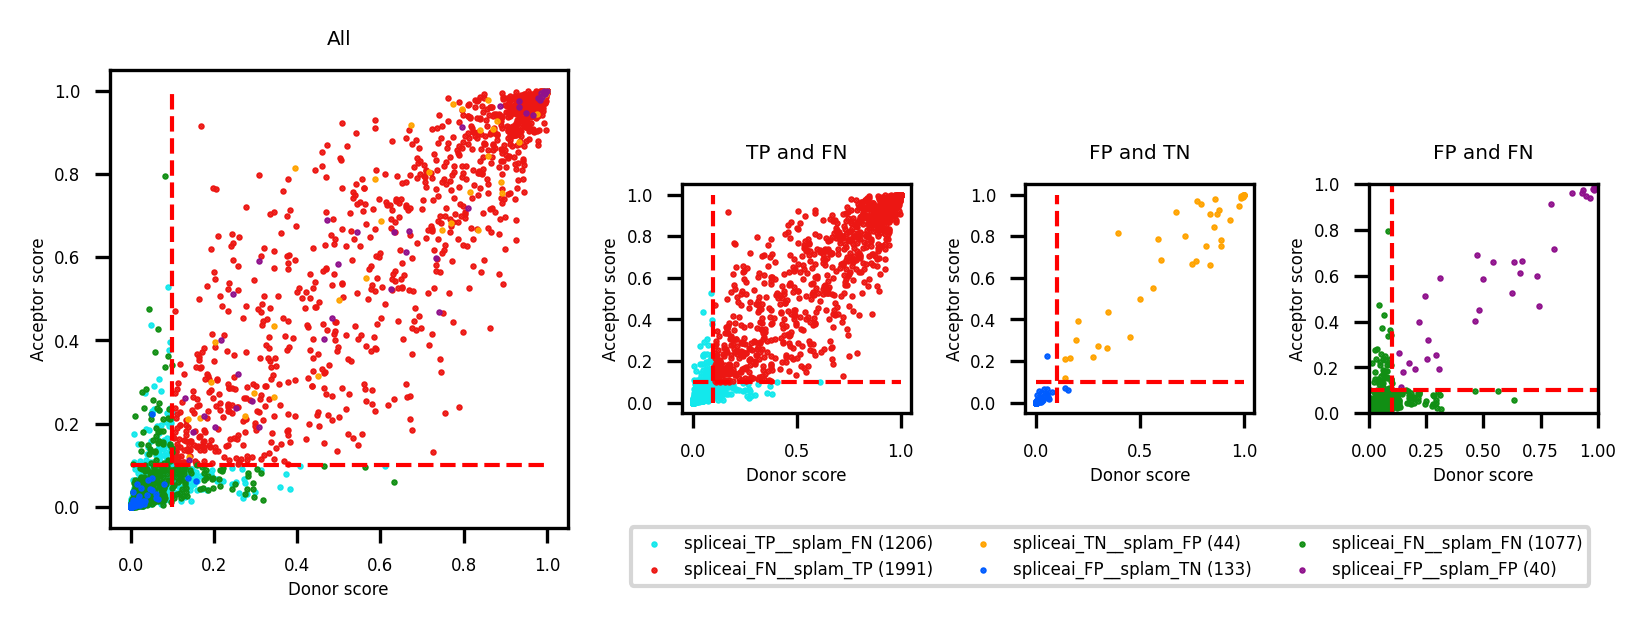 All
1.0
0.8
0.6
0.4
0.2
0.0
Acceptor score
0.0 0.2 0.4 0.6 0.8 1.0
Donor score
TP and FN
1.0
0.8
0.6
0.4
0.2
0.0
Acceptor score
0.0 0.5 1.0
Donor score
FP and TN
1.0
0.8
0.6
0.4
0.2
0.0
Acceptor score
0.0 0.5 1.0
Donor score
FP and FN
1.0
0.8
0.6
0.4
0.2
0.0
Acceptor score
0.00 0.25 0.50 0.75 1.00
Donor score
spliceai_TP__splam_FN (1206)
spliceai_FN__splam_TP (1991)
spliceai_TN__splam_FP (44)
spliceai_FP__splam_TN (133)
spliceai_FN__splam_FN (1077)
spliceai_FP__splam_FP (40)